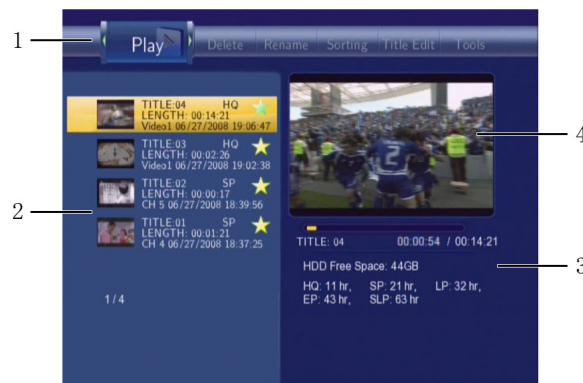 1
Play Delete Rename Sorting Title Edit Tools
TITLE:04 HQ
LENGTH: 00:14:21
Video1 06/27/2008 19:06:47
TITLE:03 HQ
LENGTH: 00:02:26
Video1 06/27/2008 19:02:38
TITLE:02 SP
LENGTH: 00:00:17
CH 5 06/27/2008 18:39:56
TITLE:01 SP
LENGTH: 00:01:21
CH 4 06/27/2008 18:37:25
2
1 / 4
2
4
TITLE: 04 00:00:54 / 00:14:21
HDD Free Space: 44GB
3
HQ: 11 hr, SP: 21 hr, LP: 32 hr,
EP: 43 hr, SLP: 63 hr